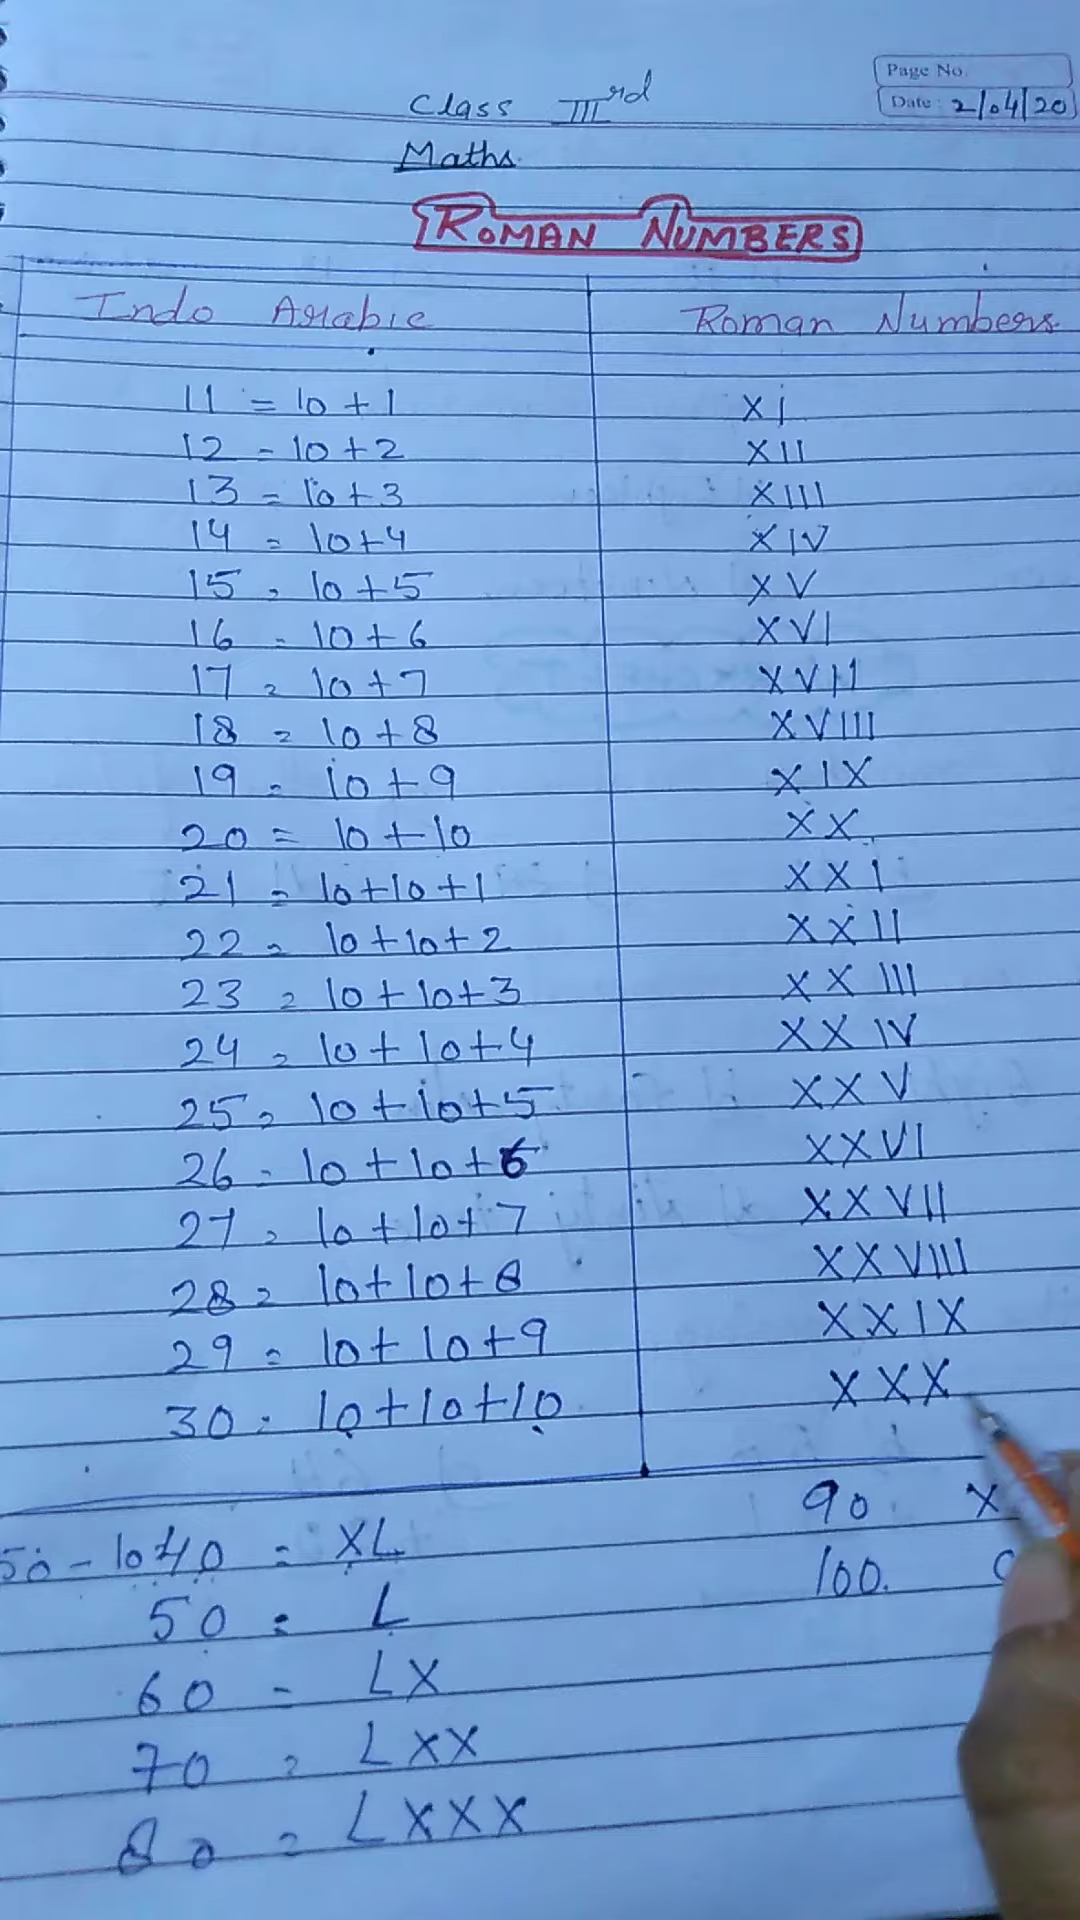 Page No.
Date: 2/04/20
Class IIIrd
Maths.
ROMAN NUMBERS
Indo Arabic Roman Numbers
11 = 10 + 1 Xi
12 = 10 + 2 XII
13 = 10 + 3 XIII
14 = 10 + 4 XIV
15 = 10 + 5 XV
16 = 10 + 6 XVI
17 = 10 + 7 XVII
18 = 10 + 8 XVIII
19 = 10 + 9 XIX
20 = 10 + 10 XX
21 = 10 + 10 + 1 XXI
22 = 10 + 10 + 2 XXII
23 = 10 + 10 + 3 XXIII
24 = 10 + 10 + 4 XXIV
25 = 10 + 10 + 5 XXV
26 = 10 + 10 + 6 XXVI
27 = 10 + 10 + 7 XXVII
28 = 10 + 10 + 8 XXVIII
29 = 10 + 10 + 9 XXIX
30 = 10 + 10 + 10 XXX
50 - 10 40 = XL 90 X
50 = L 100.
60 = LX
70 = LXX
80 = LXXX